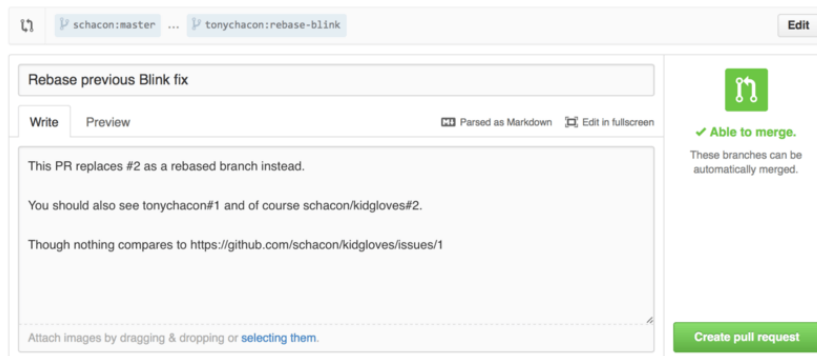 schacon:master ... tonychacon:rebase-blink Edit
Rebase previous Blink fix
Write Preview Parsed as Markdown Edit in fullscreen
✓ Able to merge.
These branches can be
automatically merged.
This PR replaces #2 as a rebased branch instead.
You should also see tonychacon#1 and of course schacon/kidgloves#2.
Though nothing compares to https://github.com/schacon/kidgloves/issues/1
Attach images by dragging & dropping or selecting them.
Create pull request